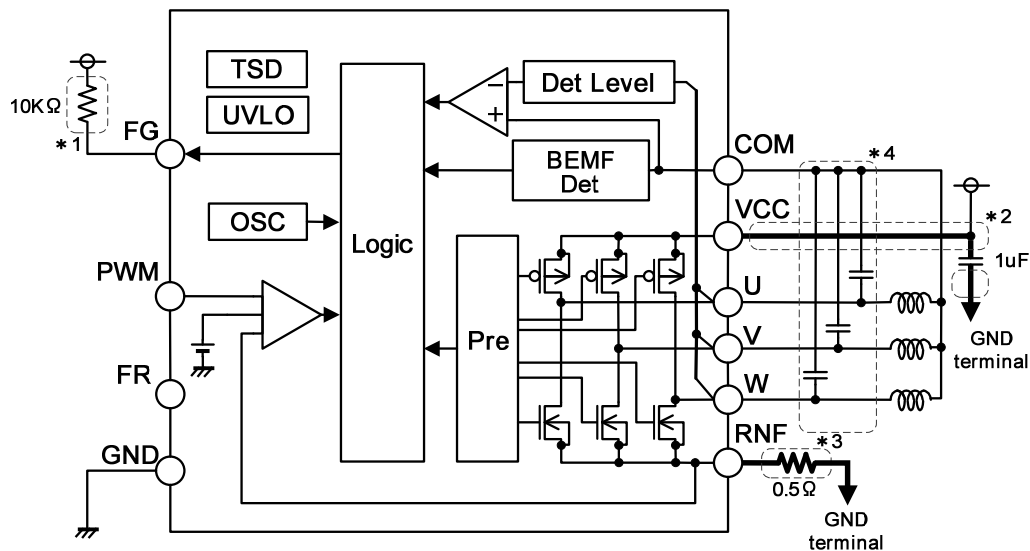 TSD
UVLO
10KΩ
*1
FG
OSC
PWM
FR
GND
Logic
Det Level
−
+
BEMF
Det
Pre
COM
VCC
U
V
W
RNF
*4
*2
1uF
GND
terminal
*3
0.5Ω
GND
terminal